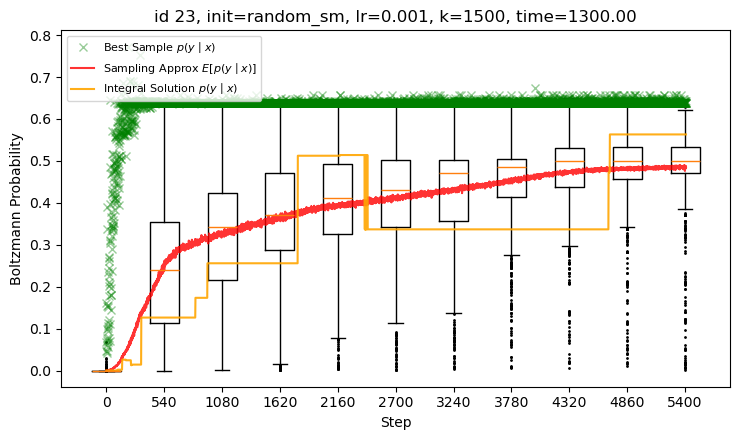 id 23, init=random_sm, lr=0.001, k=1500, time=1300.00
Best Sample p(y | x)
Sampling Approx E[p(y | x)]
Integral Solution p(y | x)
Boltzmann Probability
0.8
0.7
0.6
0.5
0.4
0.3
0.2
0.1
0.0
0 540 1080 1620 2160 2700 3240 3780 4320 4860 5400
Step